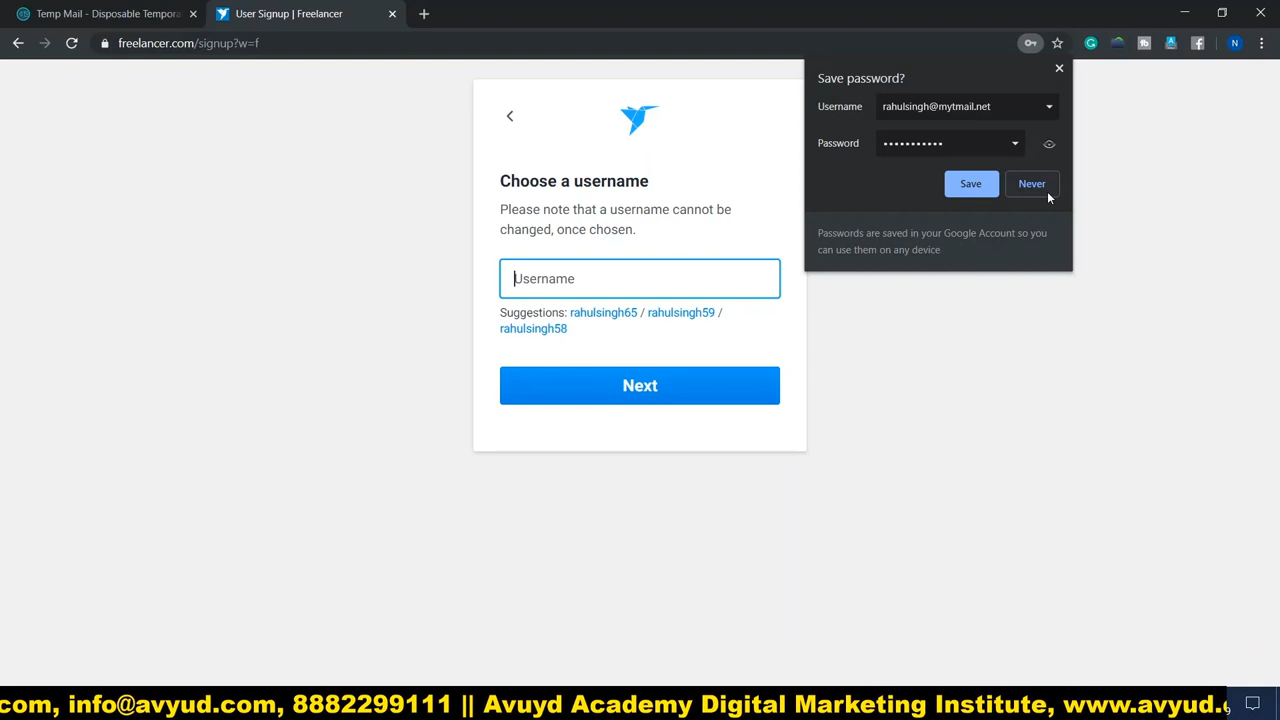 Temp Mail - Disposable Tempora
User Signup | Freelancer
freelancer.com/signup?w=f
N
Save password?
Username rahulsingh@mytmail.net
Password •••••••••••
Save Never
Passwords are saved in your Google Account so you
can use them on any device
Choose a username
Please note that a username cannot be
changed, once chosen.
Username
Suggestions: rahulsingh65 / rahulsingh59 /
rahulsingh58
Next
com, info@avyud.com, 8882299111 || Avuyd Academy Digital Marketing Institute, www.avyud.